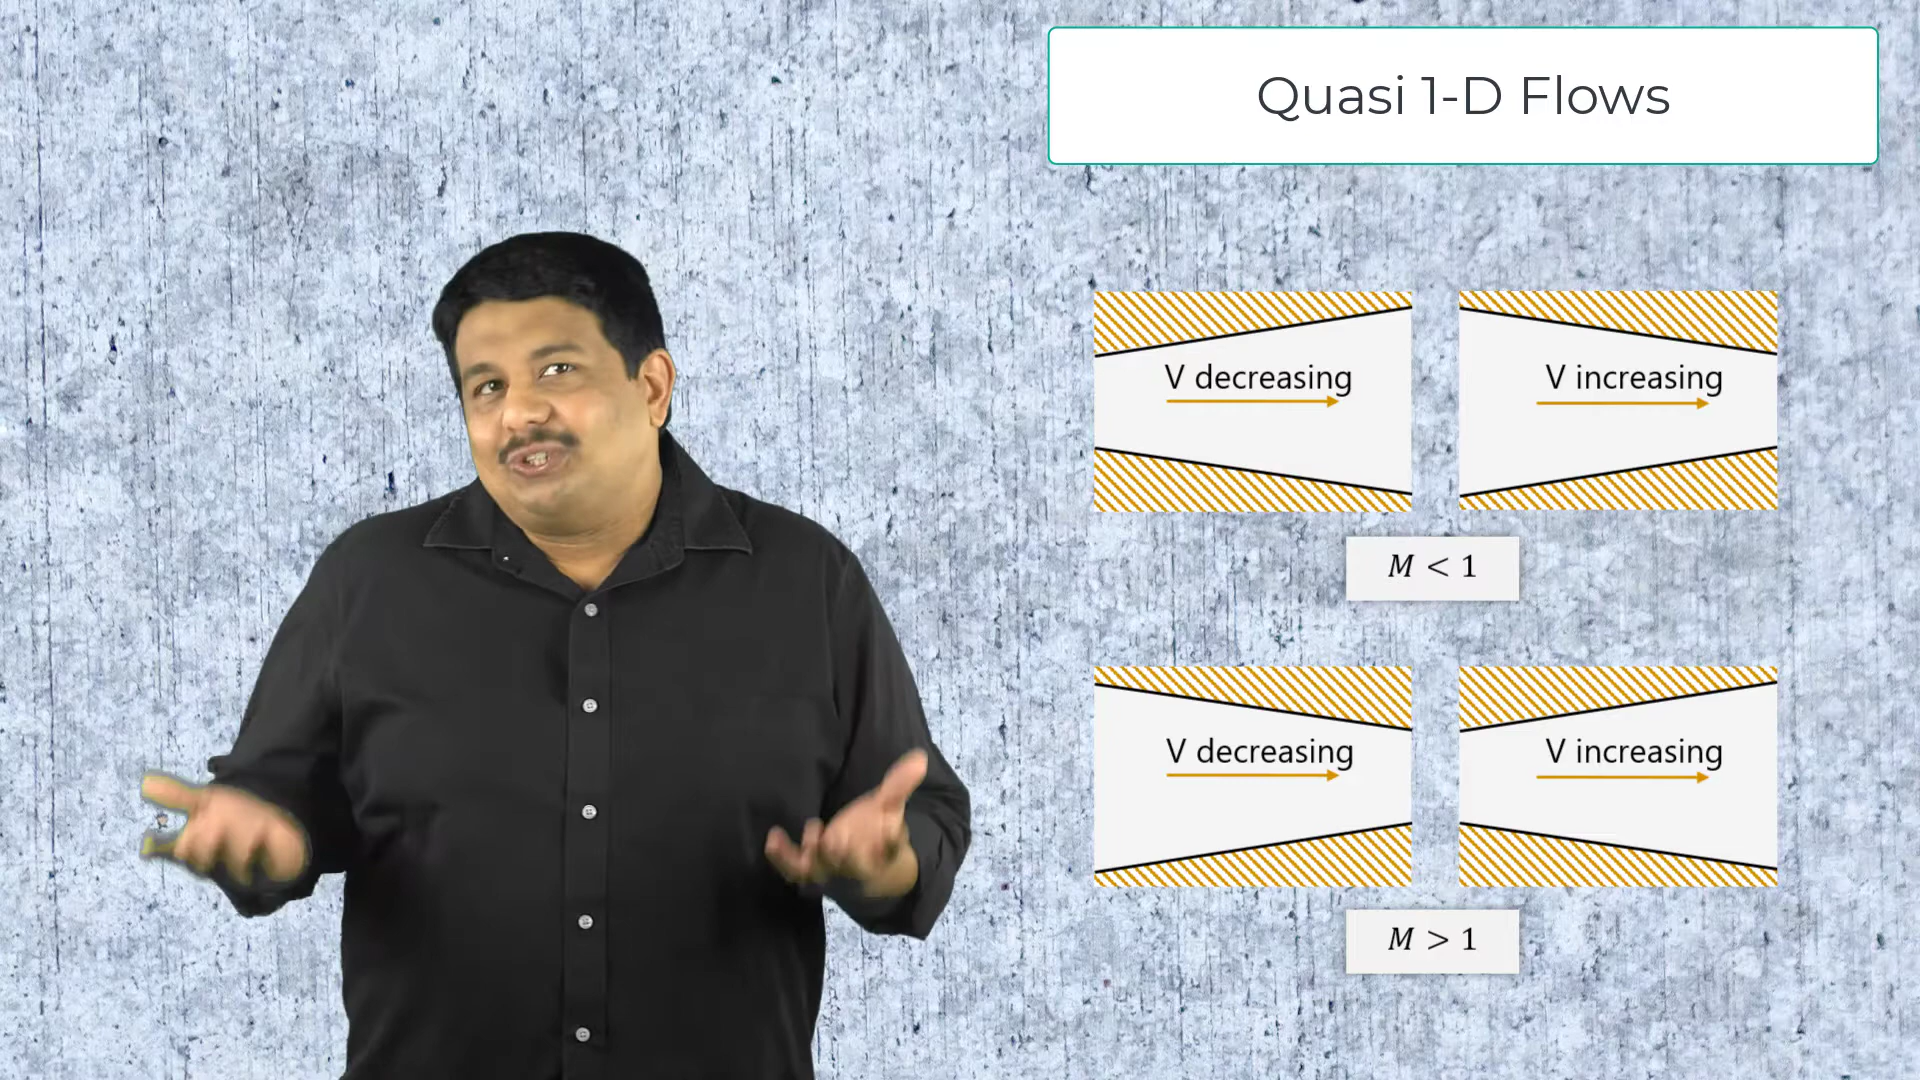 Quasi 1-D Flows
V decreasing
V increasing
M < 1
V decreasing
V increasing
M > 1